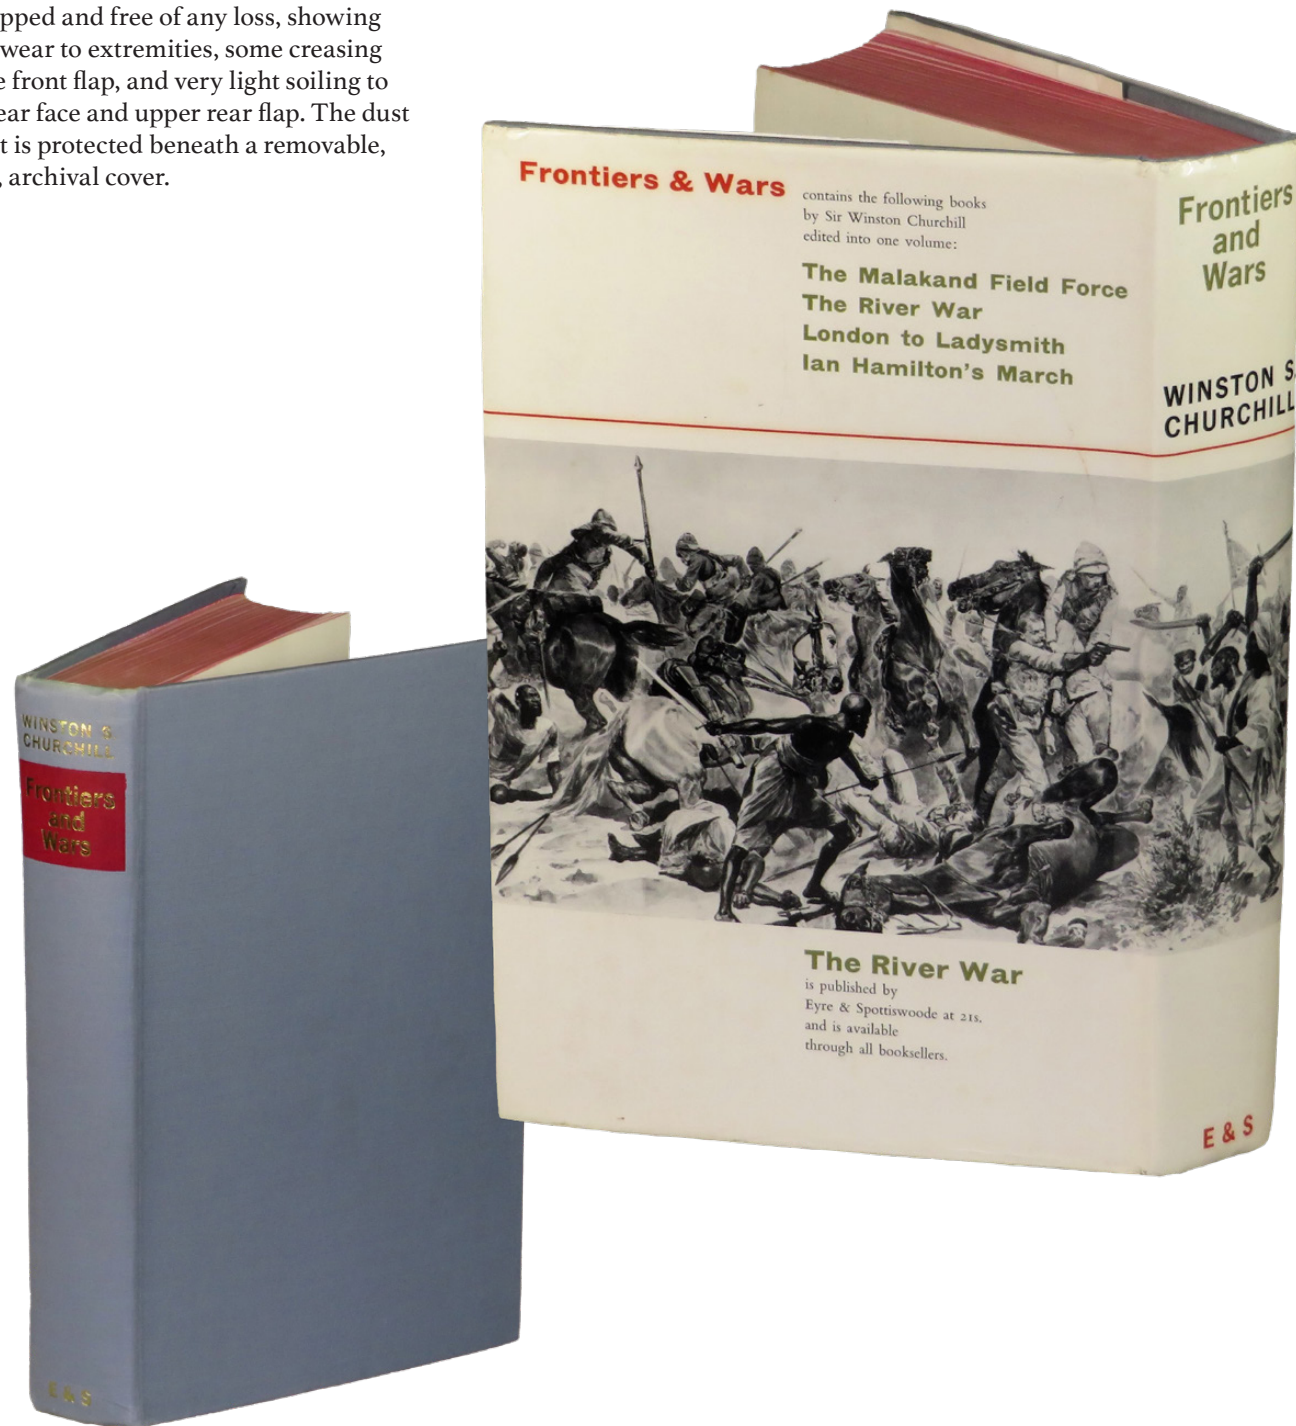 pped and free of any loss, showing
wear to extremities, some creasing
e front flap, and very light soiling to
ear face and upper rear flap. The dust
t is protected beneath a removable,
, archival cover.
Frontiers & Wars
contains the following books
by Sir Winston Churchill
edited into one volume:
The Malakand Field Force
The River War
London to Ladysmith
Ian Hamilton's March
The River War
is published by
Eyre & Spottiswoode at 21s.
and is available
through all booksellers.
Frontiers
and
Wars
WINSTON S.
CHURCHILL
E & S
WINSTON S.
CHURCHILL
Frontiers
and
Wars
E & S